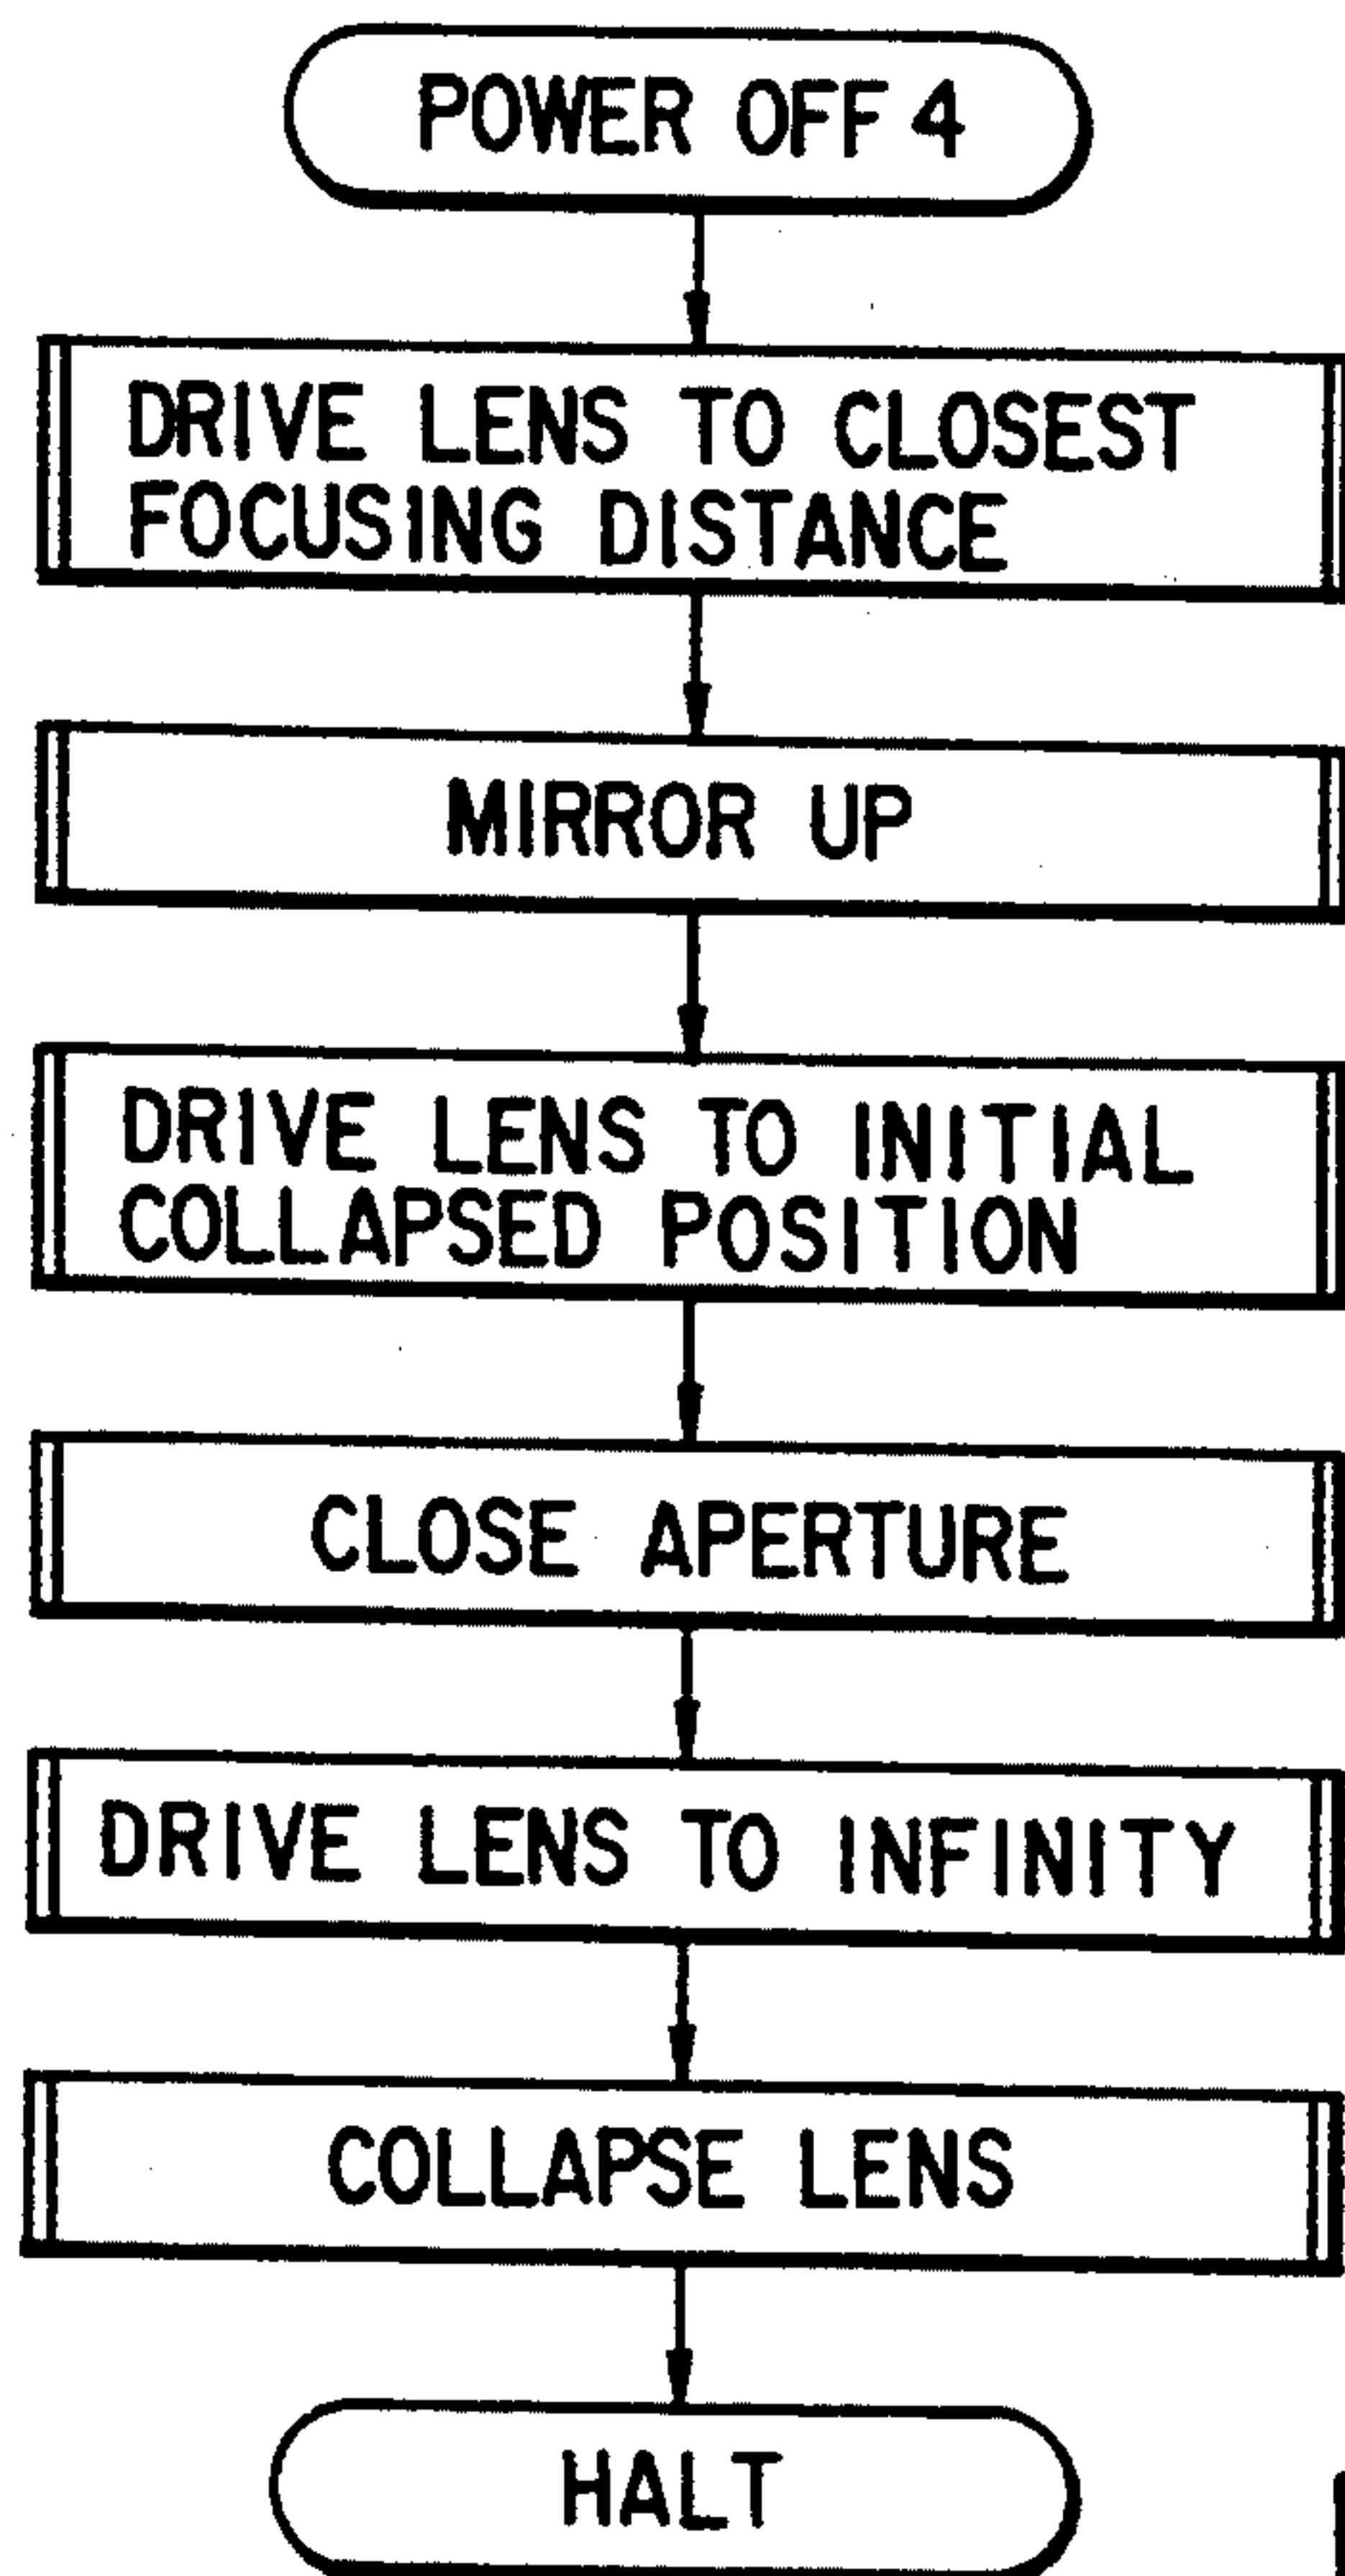 POWER OFF 4
DRIVE LENS TO CLOSEST
FOCUSING DISTANCE
MIRROR UP
DRIVE LENS TO INITIAL
COLLAPSED POSITION
CLOSE APERTURE
DRIVE LENS TO INFINITY
COLLAPSE LENS
HALT